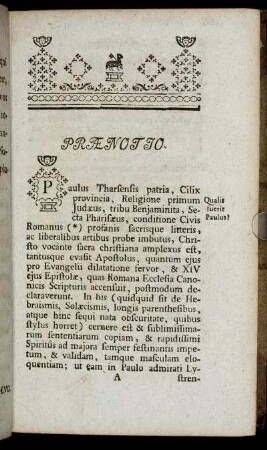 PRÆNOTIO.
Paulus Tharsensis patria, Cilix
provincia, Religione primum
Judæus, tribu Benjaminita, Se-
cta Pharisæus, conditione Civis
Qualis
fuerit
Paulus?
Romanus (*) profanis sacrisque litteris,
ac liberalibus artibus probe imbutus, Chri-
sto vocante sacra christiana amplexus est,
tantusque evasit Apostolus, quantum ejus
pro Evangelii dilatatione fervor, & XIV
ejus Epistolæ, quas Romana Ecclesia Cano-
nicis Scripturis accensuit, postmodum de-
claraverunt. In his (quidquid sit de He-
braismis, Solæcismis, longis parenthesibus,
atque hinc sequi nata obscuritate, quibus
stylus horret) cernere est & sublimissima-
rum sententiarum copiam, & rapidissimi
Spiritûs ad majora semper festinantis impe-
tum, & validam, tamque masculam elo-
quentiam; ut eam in Paulo admirati Ly-
A
stren-